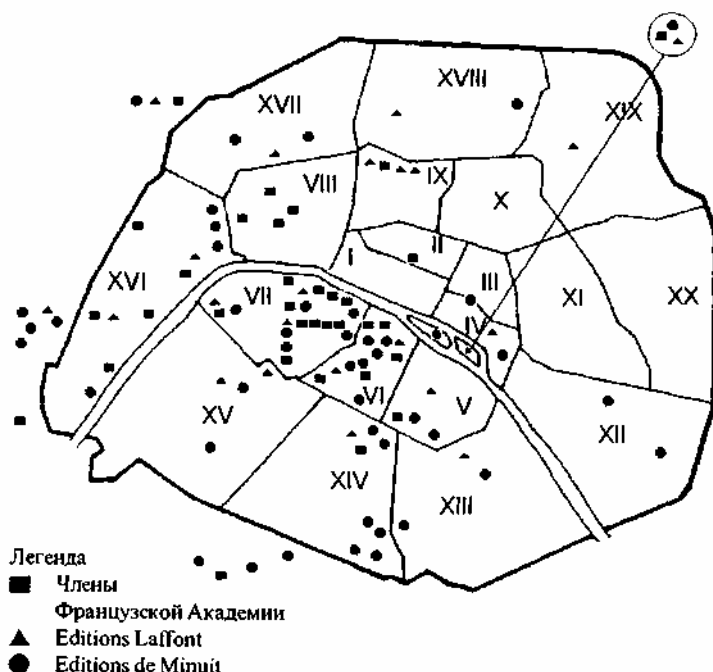 XVIII
XVII
XIX
VIII
IX
X
II
I
III
XVI
XI
XX
VII
IV
VI
V
XV
XII
XIV
XIII
Легенда
Члены
Французской Академии
Editions Laffont
Editions de Minuit